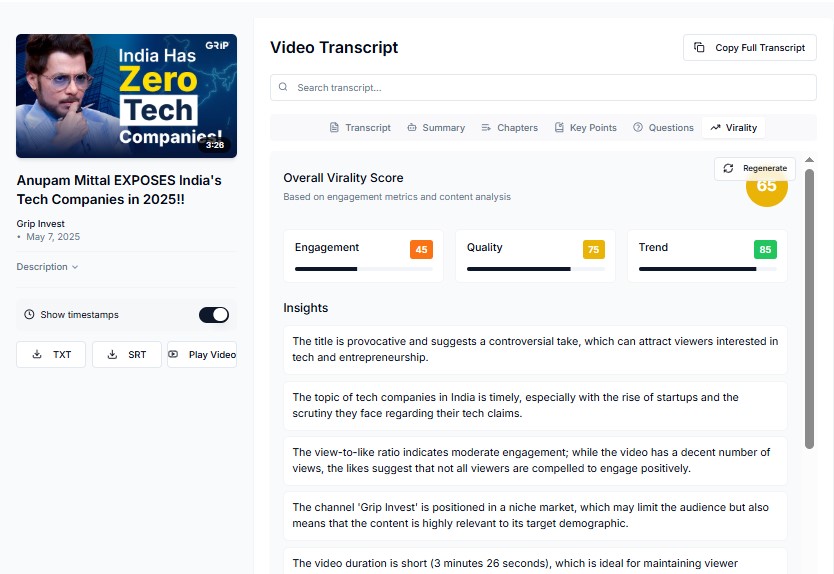 GRiP
India Has
Zero
Tech
Companies!
3:26
Anupam Mittal EXPOSES India's
Tech Companies in 2025!!
Grip Invest
• May 7, 2025
Description
Show timestamps
TXT
SRT
Play Video
Video Transcript
Copy Full Transcript
Search transcript...
Transcript
Summary
Chapters
Key Points
Questions
Virality
Overall Virality Score
Regenerate
65
Based on engagement metrics and content analysis
Engagement
45
Quality
75
Trend
85
Insights
The title is provocative and suggests a controversial take, which can attract viewers interested in
tech and entrepreneurship.
The topic of tech companies in India is timely, especially with the rise of startups and the
scrutiny they face regarding their tech claims.
The view-to-like ratio indicates moderate engagement; while the video has a decent number of
views, the likes suggest that not all viewers are compelled to engage positively.
The channel 'Grip Invest' is positioned in a niche market, which may limit the audience but also
means that the content is highly relevant to its target demographic.
The video duration is short (3 minutes 26 seconds), which is ideal for maintaining viewer